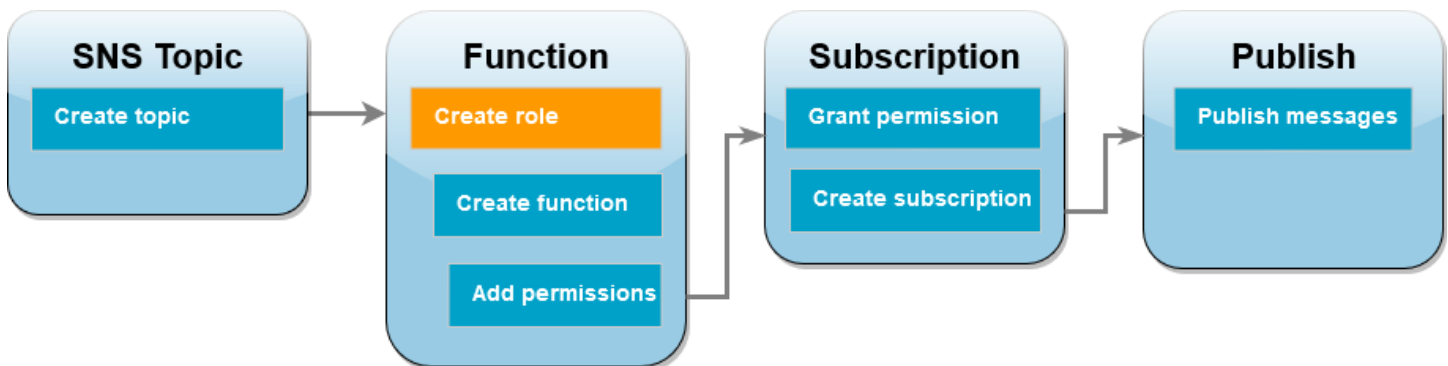 SNS Topic
Create topic
Function
Create role
Create function
Add permissions
Subscription
Grant permission
Create subscription
Publish
Publish messages